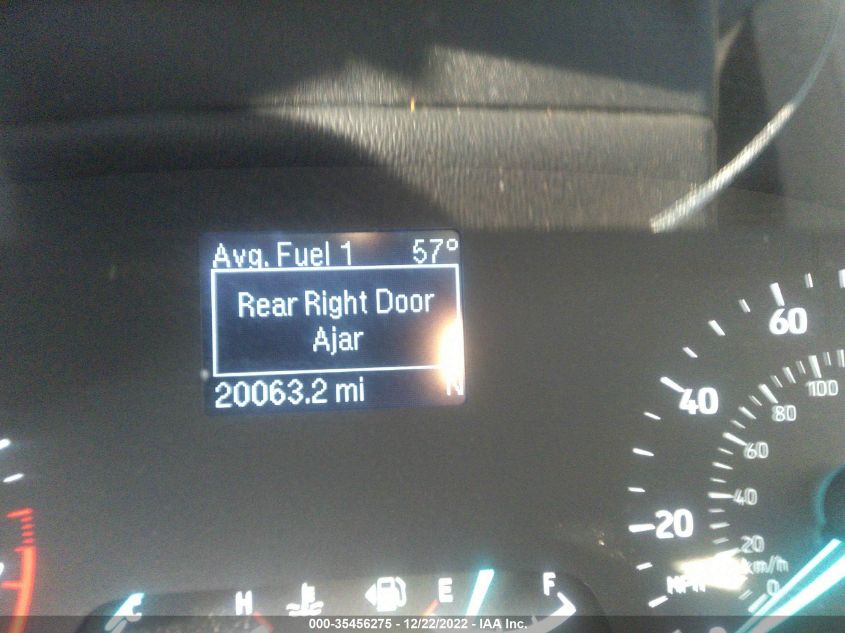 Avg. Fuel 1 57°
Rear Right Door
Ajar
20063.2 mi N
60
40
20
MPH
100
80
60
40
20
km/h
0
C H E F
000-35456275 - 12/22/2022 - IAA Inc.